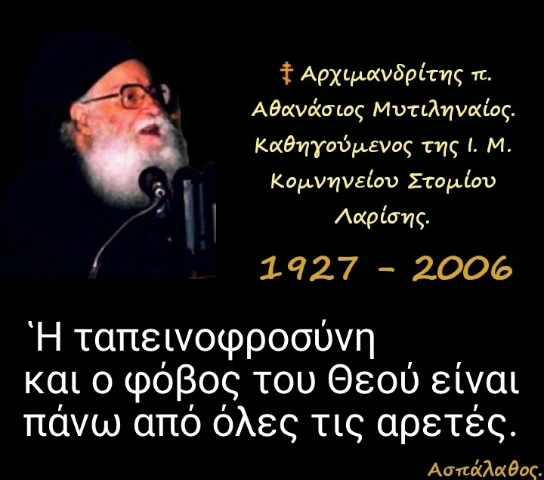 ☦ Αρχιμανδρίτης π.
Αθανάσιος Μυτιληναίος.
Καθηγούμενος της Ι. Μ.
Κομνηνείου Στομίου
Λαρίσης.
1927 - 2006
Ἡ ταπεινοφροσύνη
και ο φόβος του Θεού είναι
πάνω από όλες τις αρετές.
Ασπάλαθος.